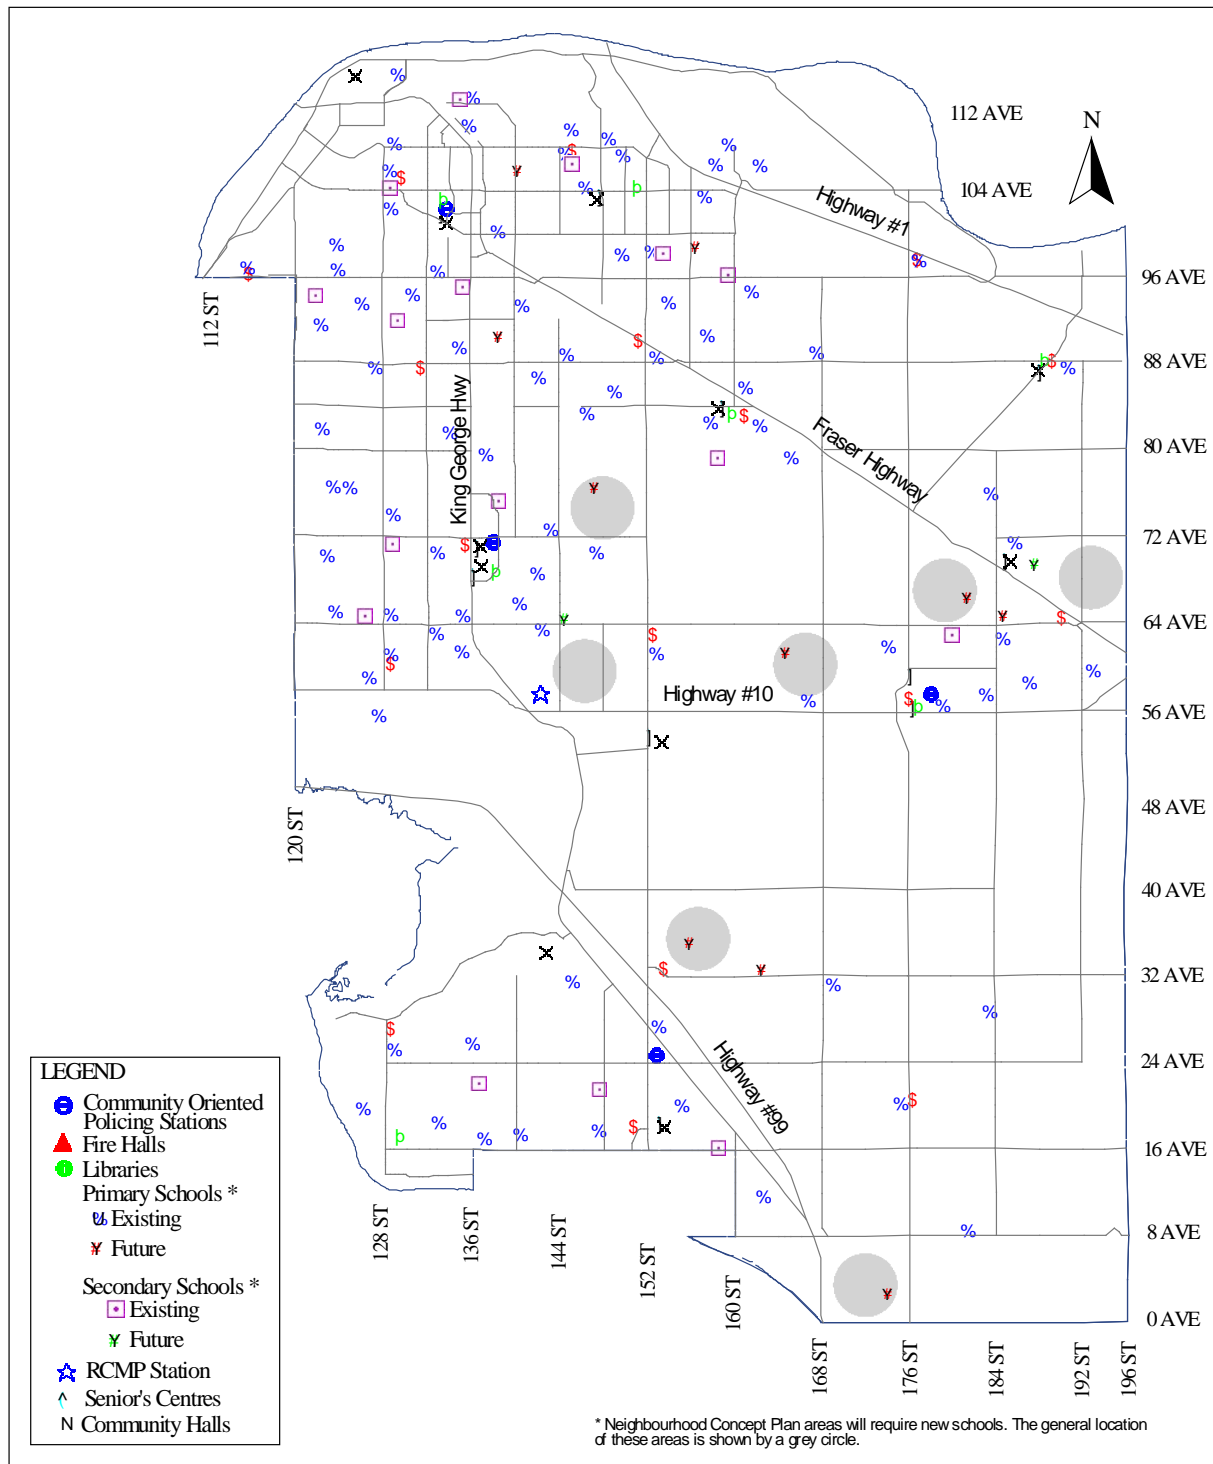 112 AVE
N
104 AVE
Highway #1
96 AVE
112 ST
88 AVE
King George Hwy
80 AVE
Fraser Highway
72 AVE
64 AVE
Highway #10
56 AVE
48 AVE
120 ST
40 AVE
32 AVE
24 AVE
Highway #99
16 AVE
8 AVE
0 AVE
128 ST
136 ST
144 ST
152 ST
160 ST
168 ST
176 ST
184 ST
192 ST
196 ST
LEGEND
Community Oriented
Policing Stations
Fire Halls
Libraries
Primary Schools *
Existing
Future
Secondary Schools *
Existing
Future
RCMP Station
Senior's Centres
N Community Halls
* Neighbourhood Concept Plan areas will require new schools. The general location
of these areas is shown by a grey circle.